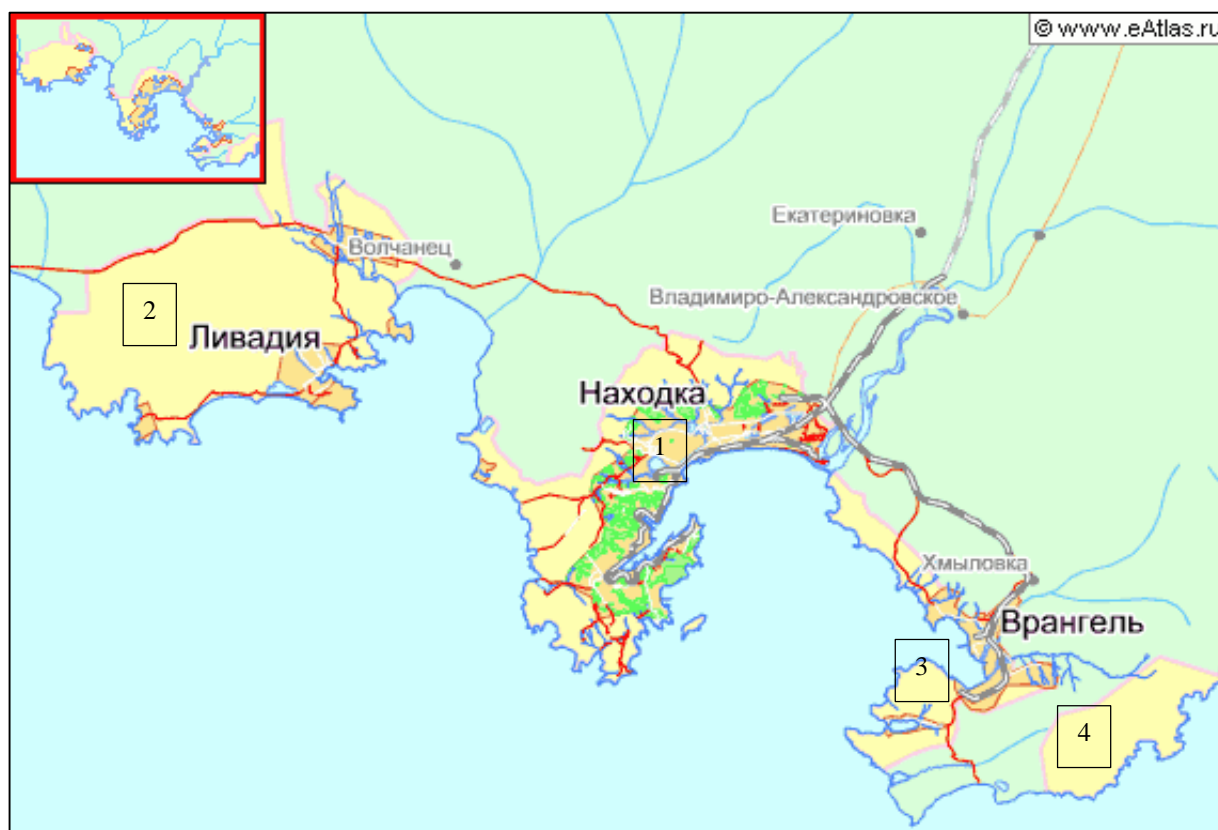 © www.eAtlas.ru
Екатериновка
Волчанец
Владимиро-Александровское
2
Ливадия
Находка
1
Хмыловка
Врангель
3
4